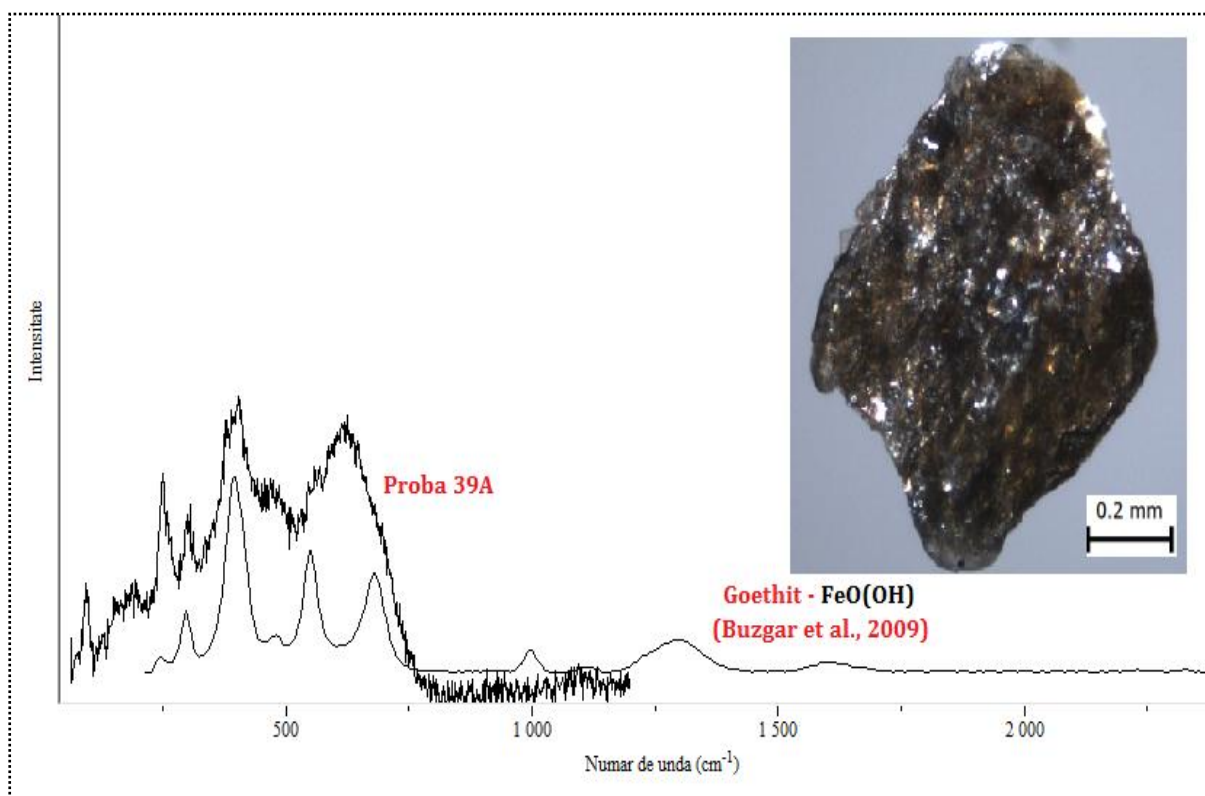 Intensitate
Proba 39A
0.2 mm
Goethit - FeO(OH)
(Buzgar et al., 2009)
500
1 000
1 500
2 000
Numar de unda (cm⁻¹)